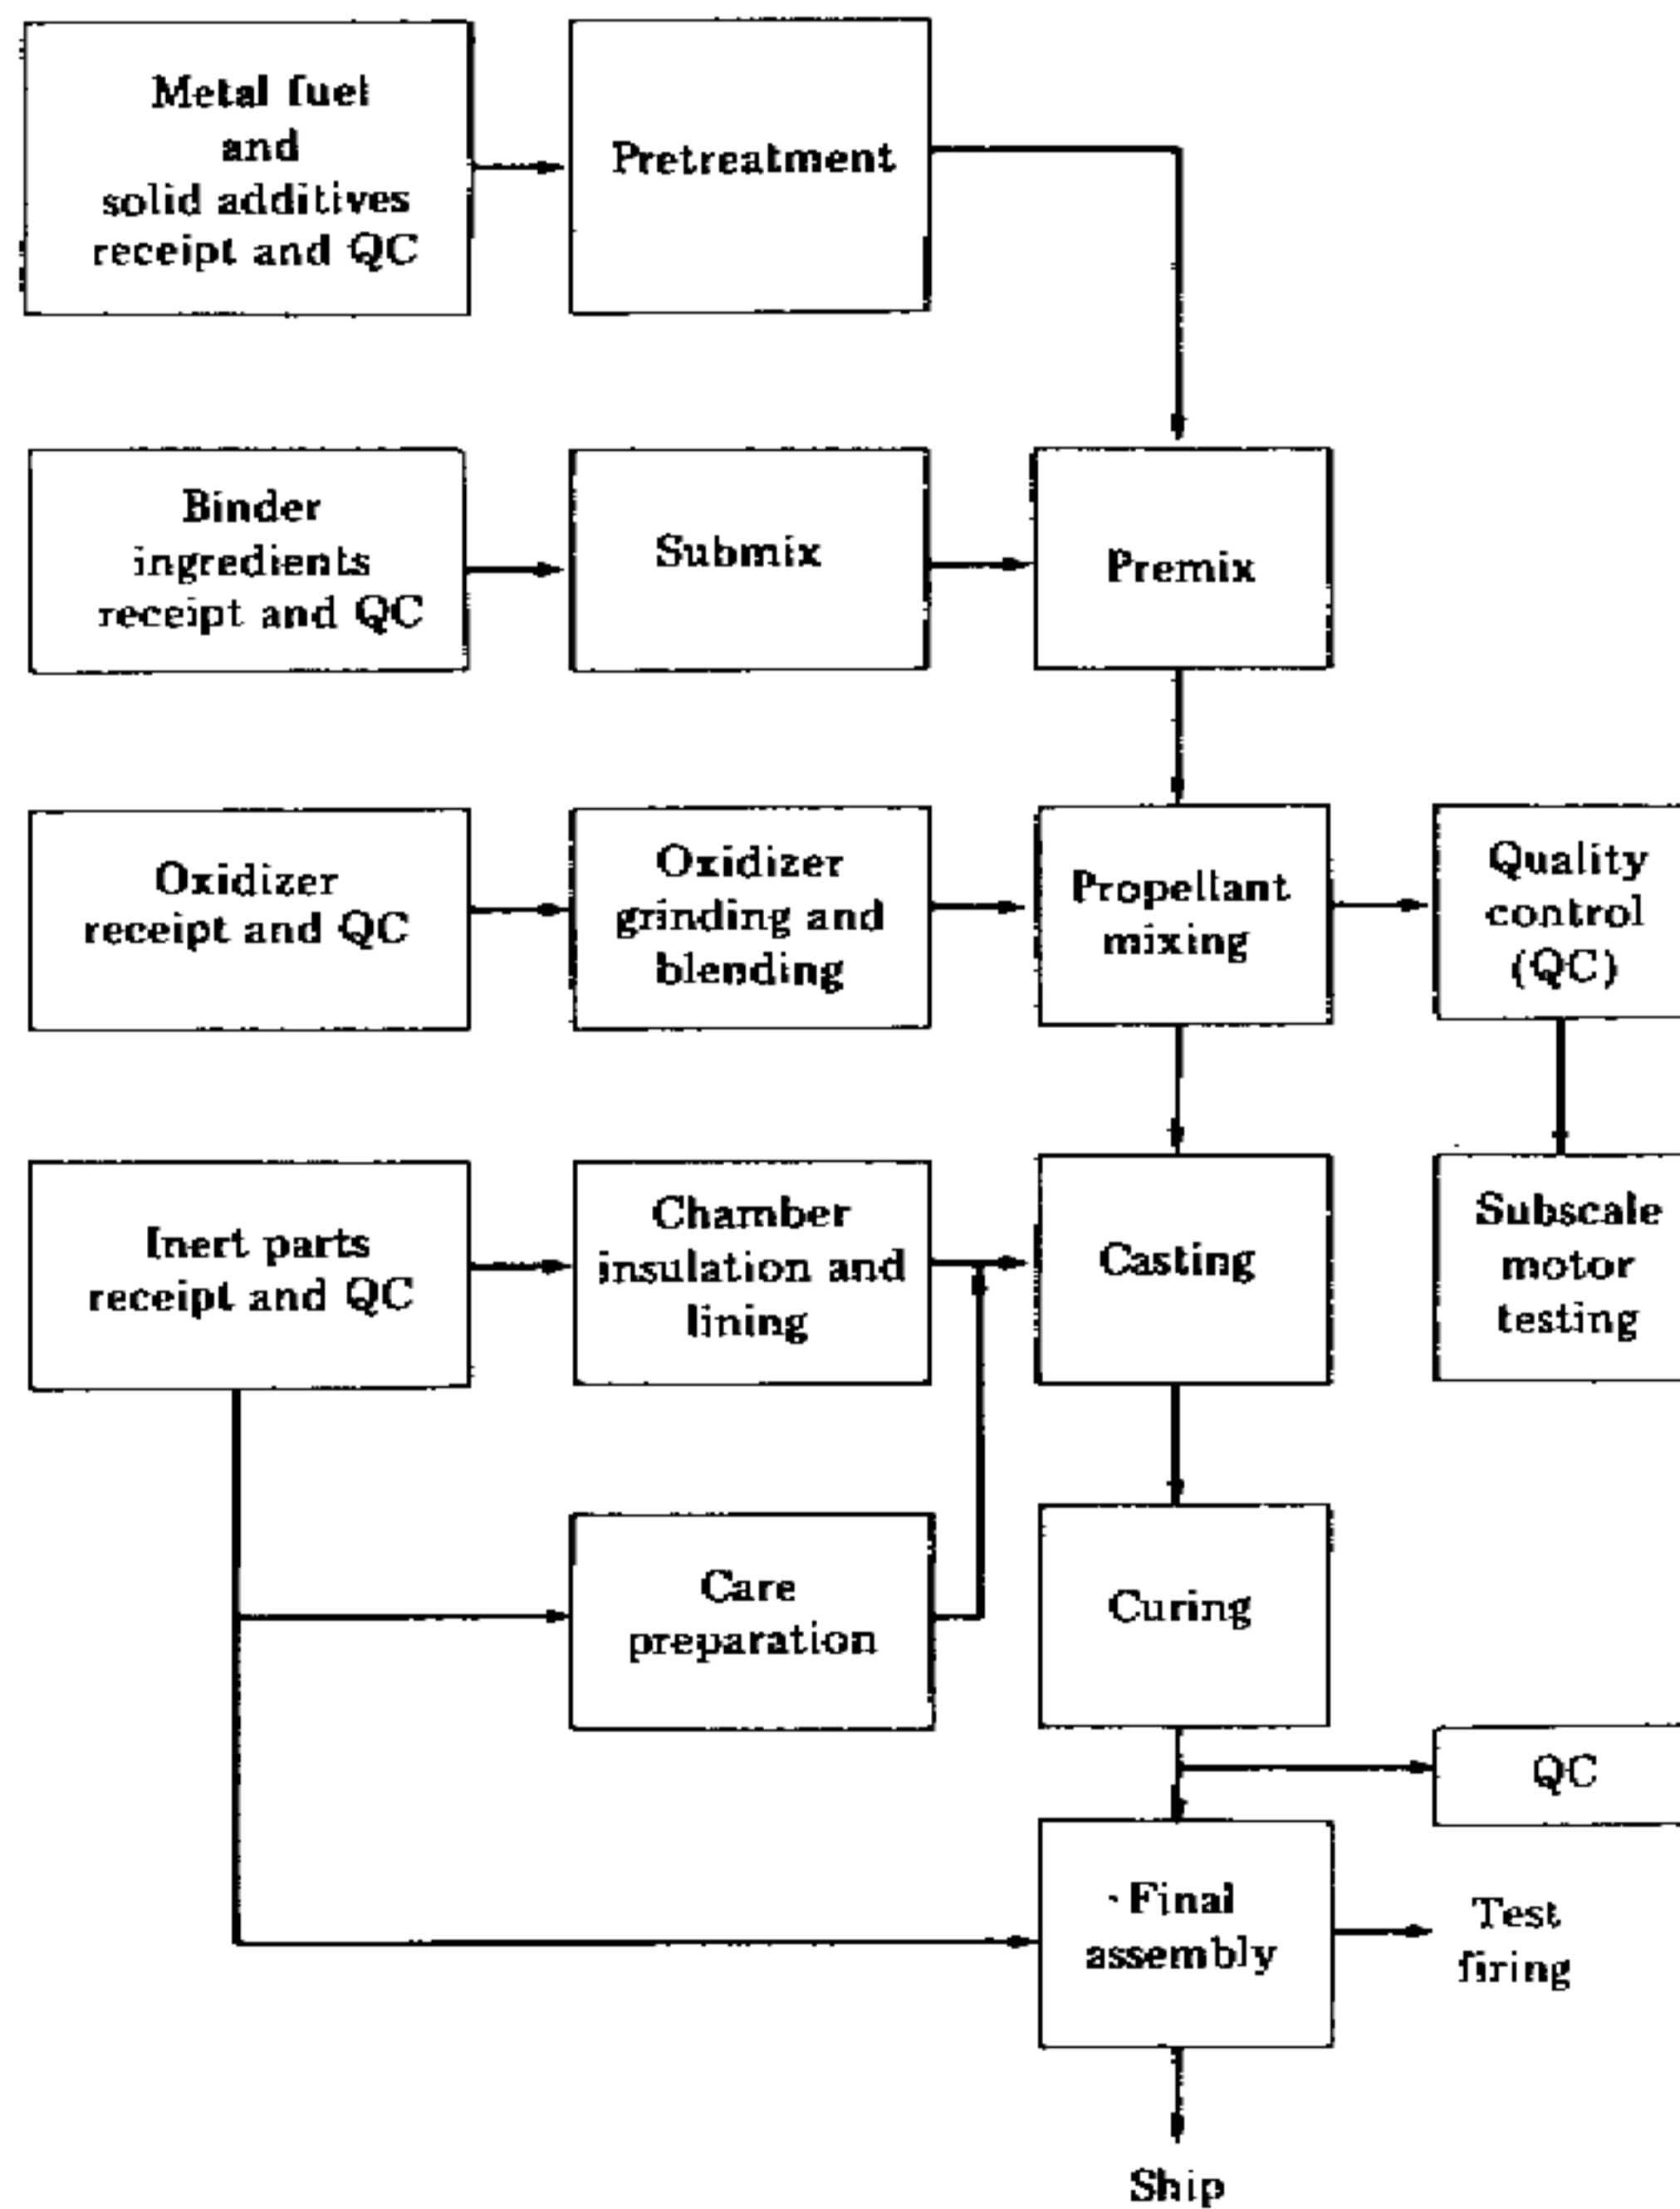 Metal fuel
and
solid additives
receipt and QC
Pretreatment
Binder
ingredients
receipt and QC
Submix
Premix
Oxidizer
receipt and QC
Oxidizer
grinding and
blending
Propellant
mixing
Quality
control
(QC)
Inert parts
receipt and QC
Chamber
insulation and
lining
Casting
Subscale
motor
testing
Care
preparation
Curing
QC
Final
assembly
Test
firing
Ship